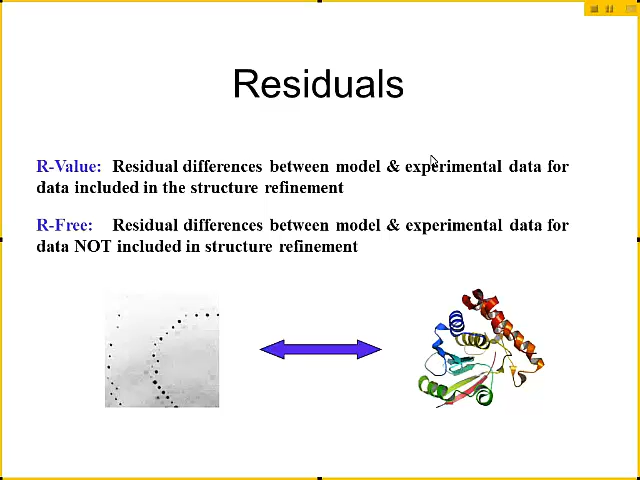 Residuals
R-Value: Residual differences between model & experimental data for
data included in the structure refinement
R-Free: Residual differences between model & experimental data for
data NOT included in structure refinement